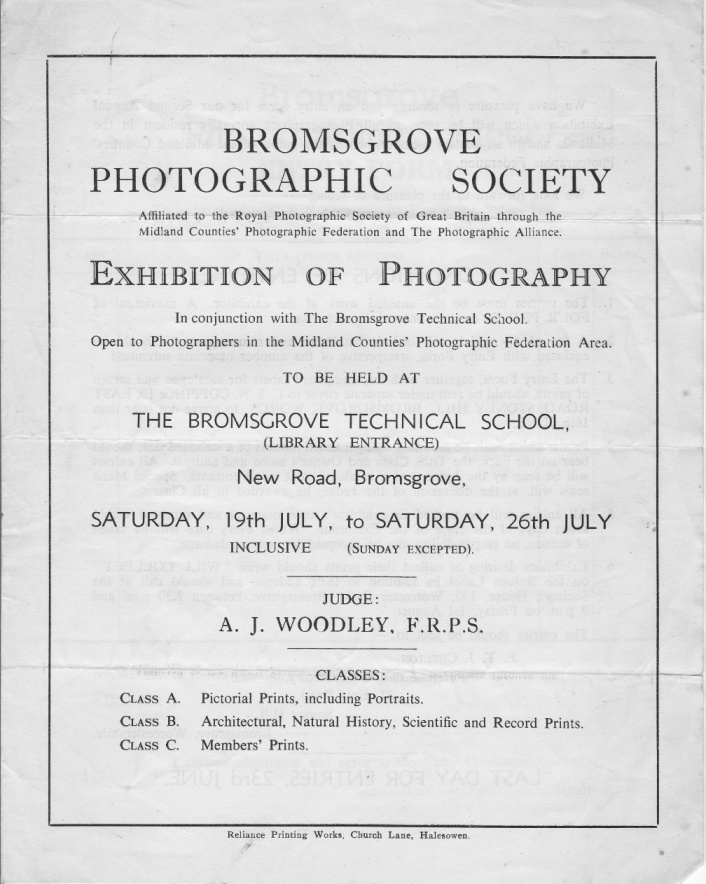 BROMSGROVE
PHOTOGRAPHIC SOCIETY
Affiliated to the Royal Photographic Society of Great Britain through the
Midland Counties' Photographic Federation and The Photographic Alliance.
EXHIBITION OF PHOTOGRAPHY
In conjunction with The Bromsgrove Technical School.
Open to Photographers in the Midland Counties' Photographic Federation Area.
TO BE HELD AT
THE BROMSGROVE TECHNICAL SCHOOL,
(LIBRARY ENTRANCE)
New Road, Bromsgrove,
SATURDAY, 19th JULY, to SATURDAY, 26th JULY
INCLUSIVE (SUNDAY EXCEPTED).
JUDGE:
A. J. WOODLEY, F.R.P.S.
CLASSES:
CLASS A. Pictorial Prints, including Portraits.
CLASS B. Architectural, Natural History, Scientific and Record Prints.
CLASS C. Members' Prints.
Reliance Printing Works, Church Lane, Halesowen.